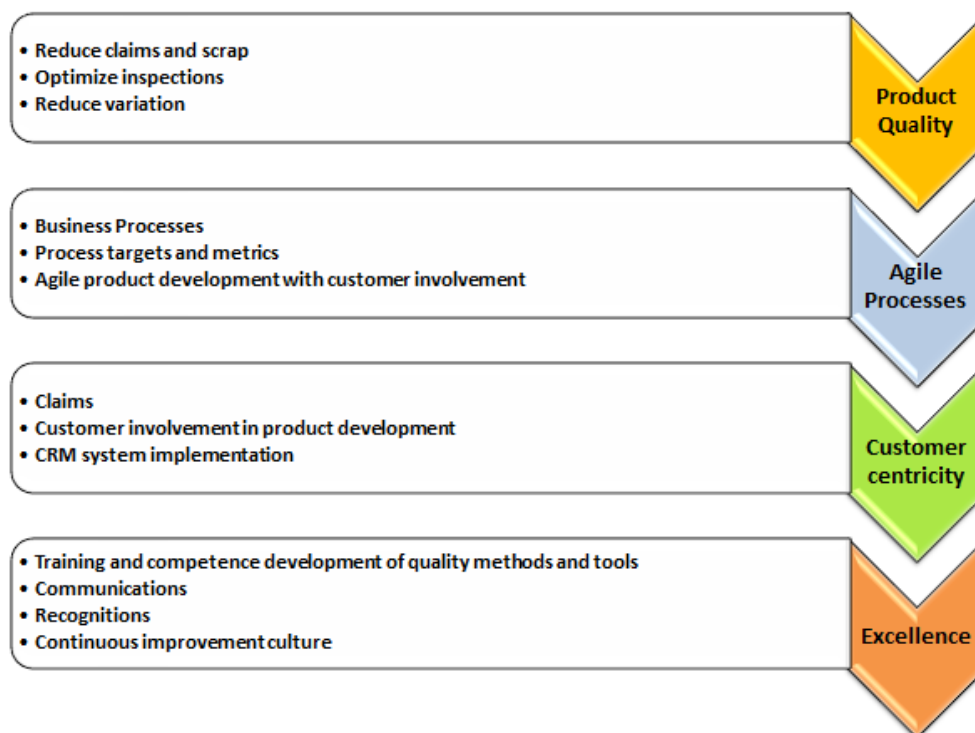 • Reduce claims and scrap
• Optimize inspections
• Reduce variation
Product
Quality
• Business Processes
• Process targets and metrics
• Agile product development with customer involvement
Agile
Processes
• Claims
• Customer involvement in product development
• CRM system implementation
Customer
centricity
• Training and competence development of quality methods and tools
• Communications
• Recognitions
• Continuous improvement culture
Excellence